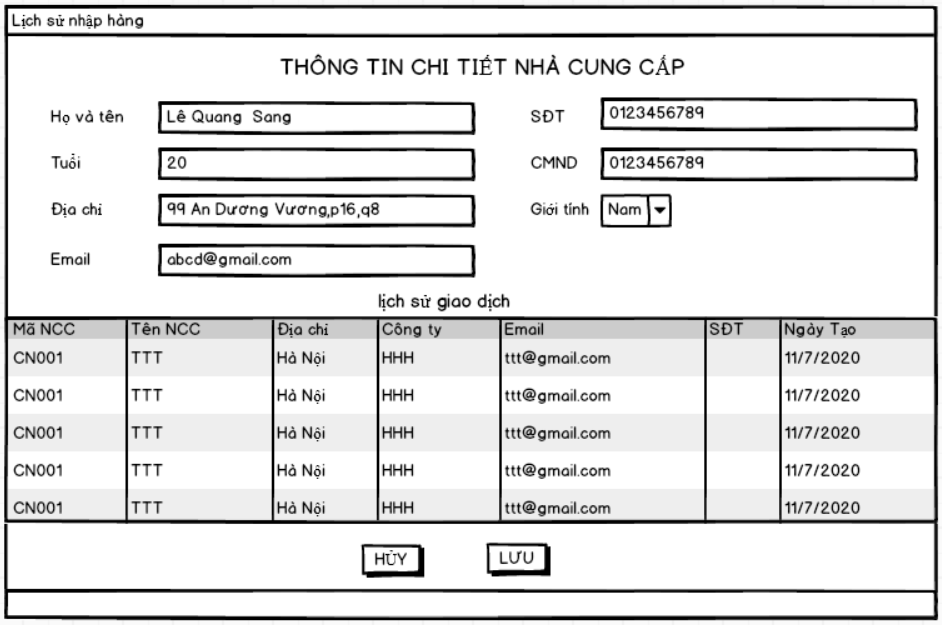 Lịch sử nhập hàng
THÔNG TIN CHI TIẾT NHÀ CUNG CẤP
Họ và tên Lê Quang Sang SĐT 0123456789
Tuổi 20 CMND 0123456789
Địa chỉ 99 An Dương Vương,p16,q8 Giới tính Nam
Email abcd@gmail.com
lịch sử giao dịch
Mã NCC Tên NCC Địa chỉ Công ty Email SĐT Ngày Tạo
CN001 TTT Hà Nội HHH ttt@gmail.com 11/7/2020
CN001 TTT Hà Nội HHH ttt@gmail.com 11/7/2020
CN001 TTT Hà Nội HHH ttt@gmail.com 11/7/2020
CN001 TTT Hà Nội HHH ttt@gmail.com 11/7/2020
CN001 TTT Hà Nội HHH ttt@gmail.com 11/7/2020
HỦY LƯU